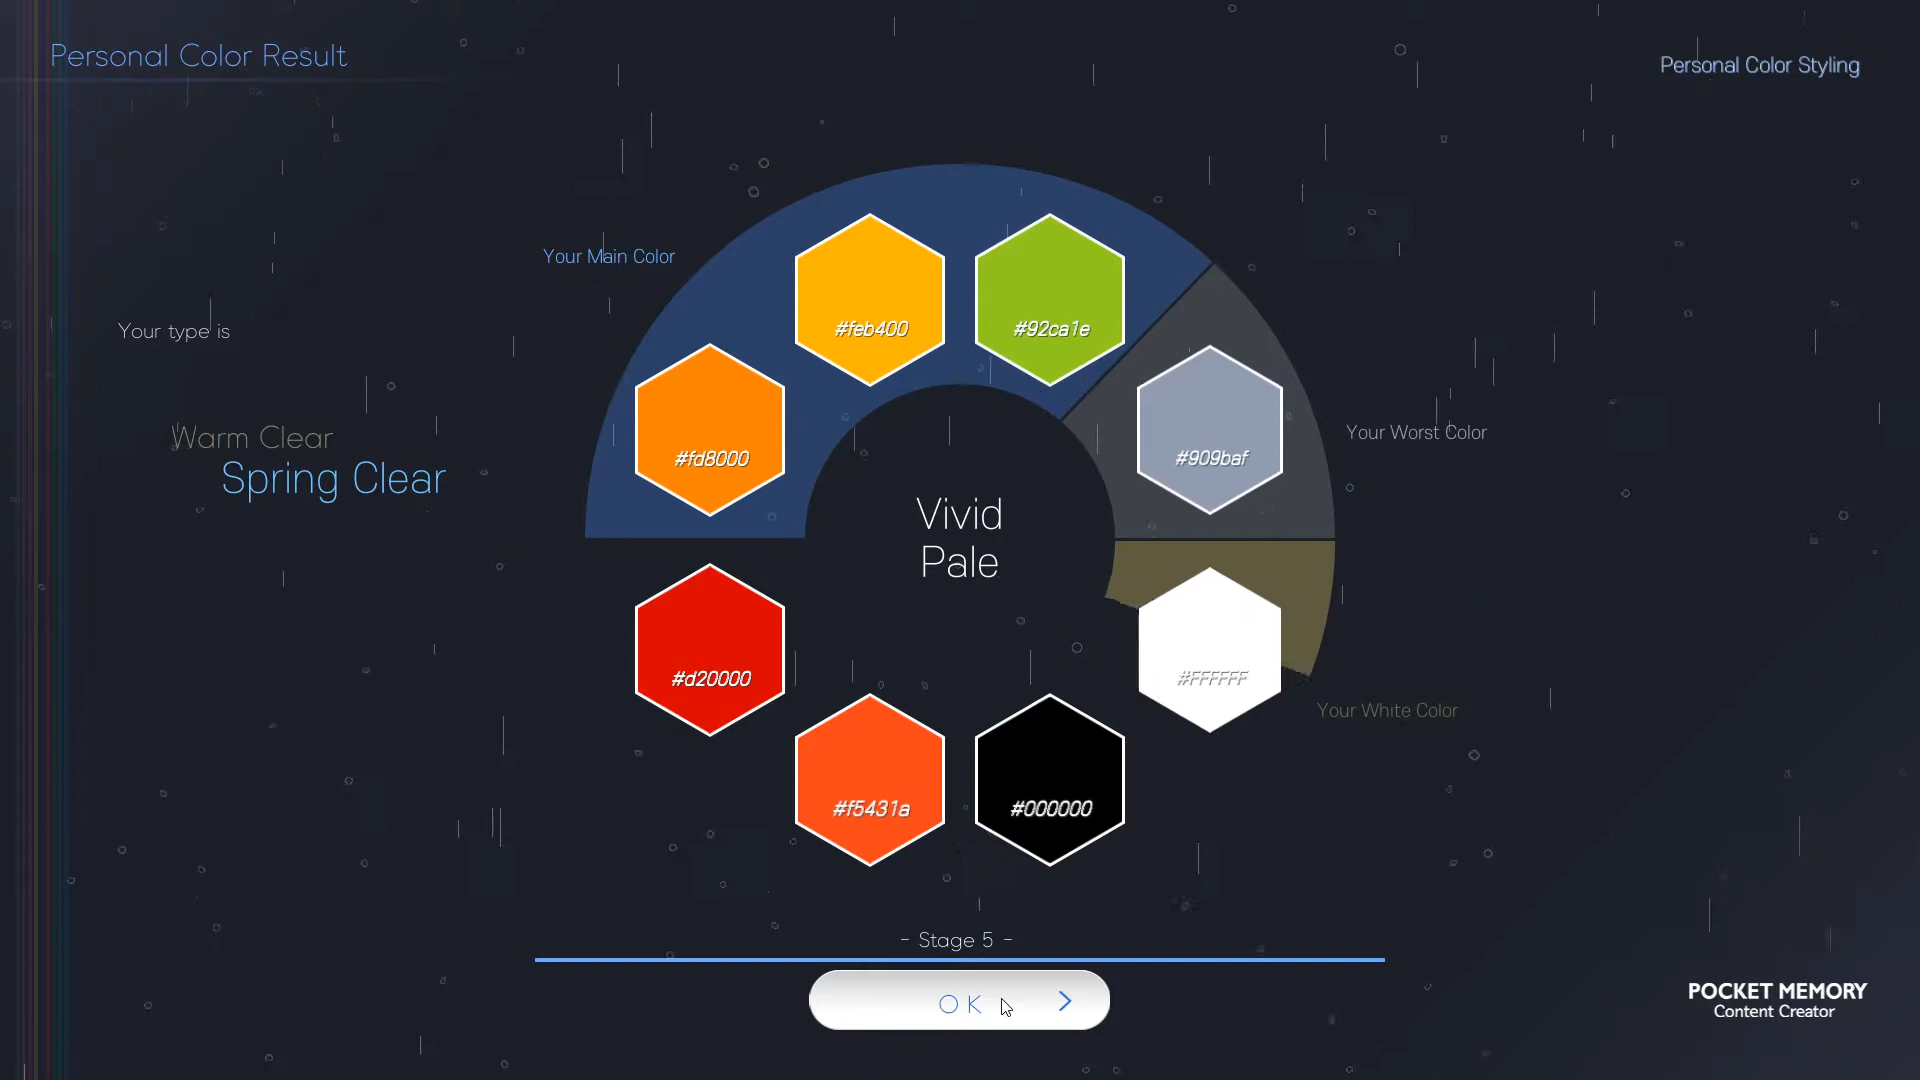 Personal Color Result
Personal Color Styling
Your Main Color
#feb400
#92ca1e
Your type is
Warm Clear
Spring Clear
#fd8000
#909baf
Your Worst Color
Vivid
Pale
#d20000
#FFFFFF
Your White Color
#f5431a
#000000
- Stage 5 -
OK
POCKET MEMORY
Content Creator